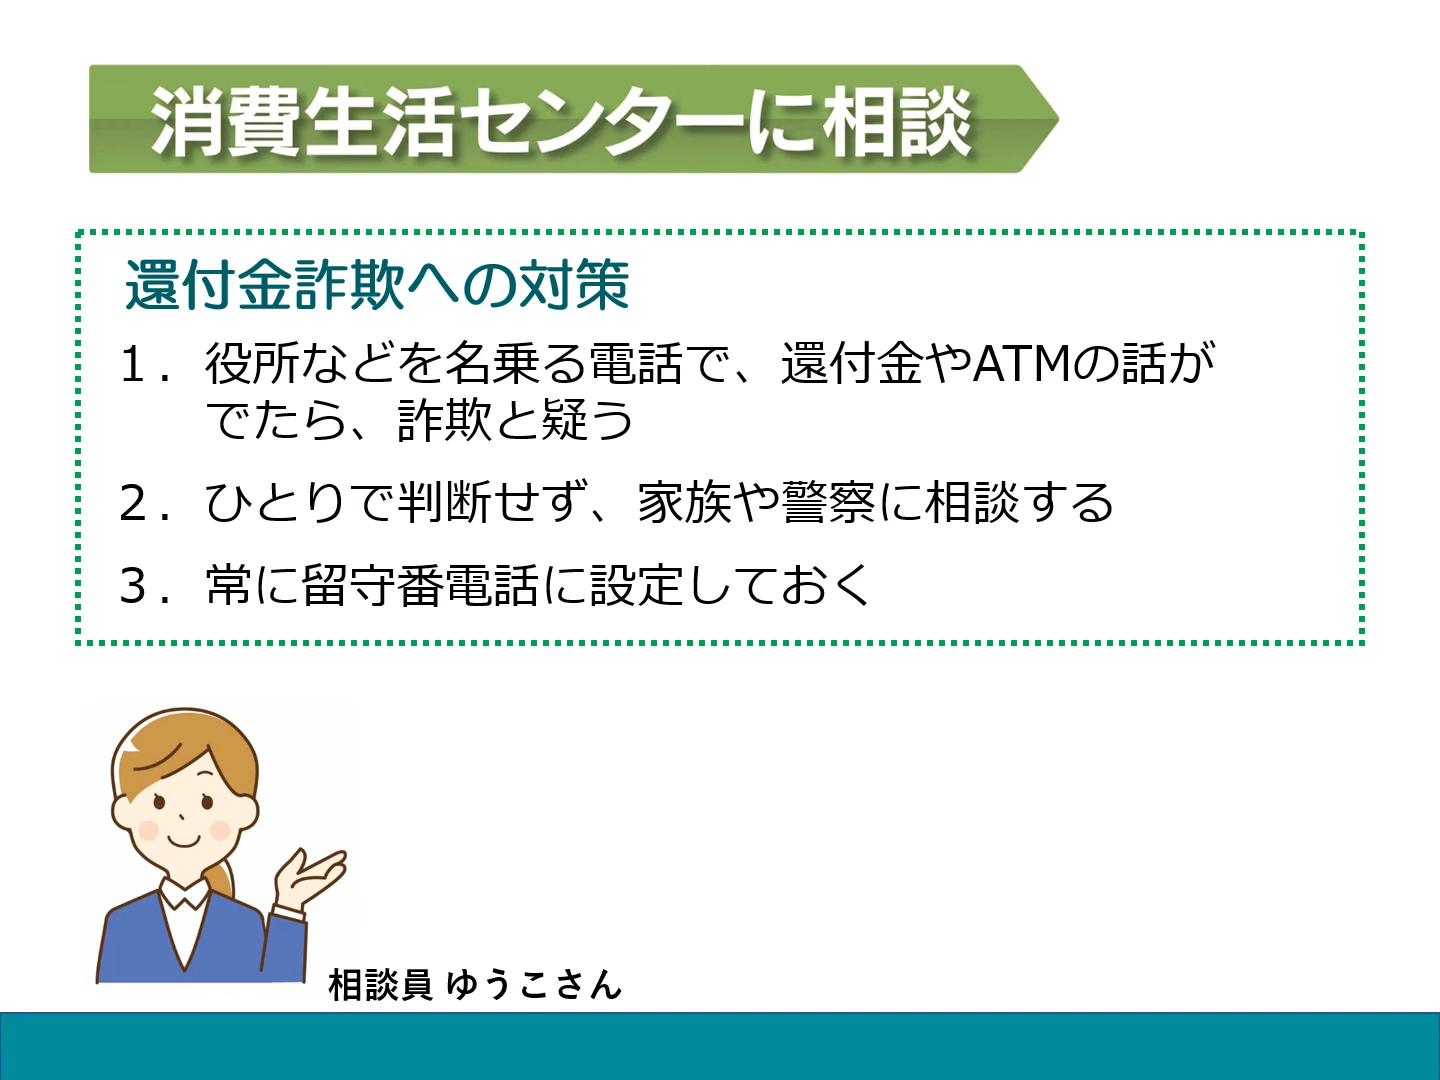 消費生活センターに相談
還付金詐欺への対策
１．役所などを名乗る電話で、還付金やATMの話が
でたら、詐欺と疑う
２．ひとりで判断せず、家族や警察に相談する
３．常に留守番電話に設定しておく
相談員 ゆうこさん